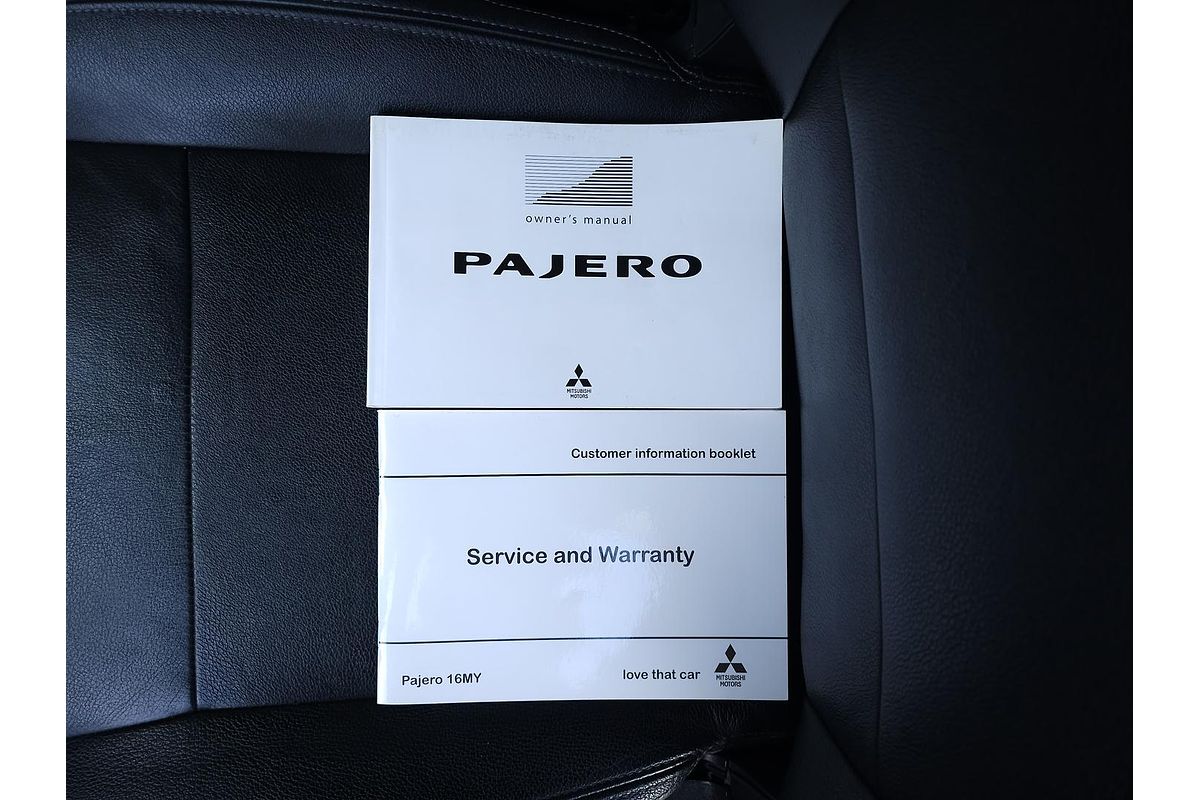 owner's manual
PAJERO
MITSUBISHI
MOTORS
Customer information booklet
Service and Warranty
Pajero 16MY
love that car
MITSUBISHI
MOTORS